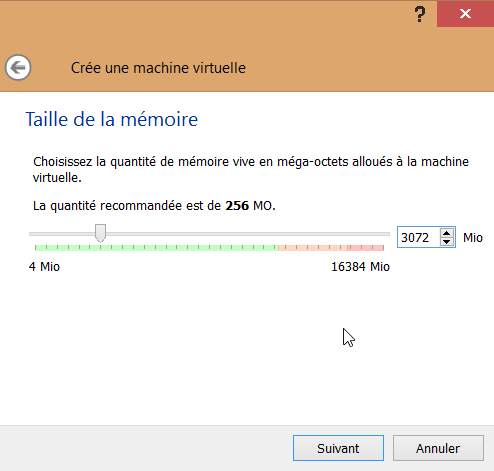 ?
Crée une machine virtuelle
Taille de la mémoire
Choisissez la quantité de mémoire vive en méga-octets alloués à la machine
virtuelle.
La quantité recommandée est de 256 MO.
3072 Mio
4 Mio 16384 Mio
Suivant Annuler